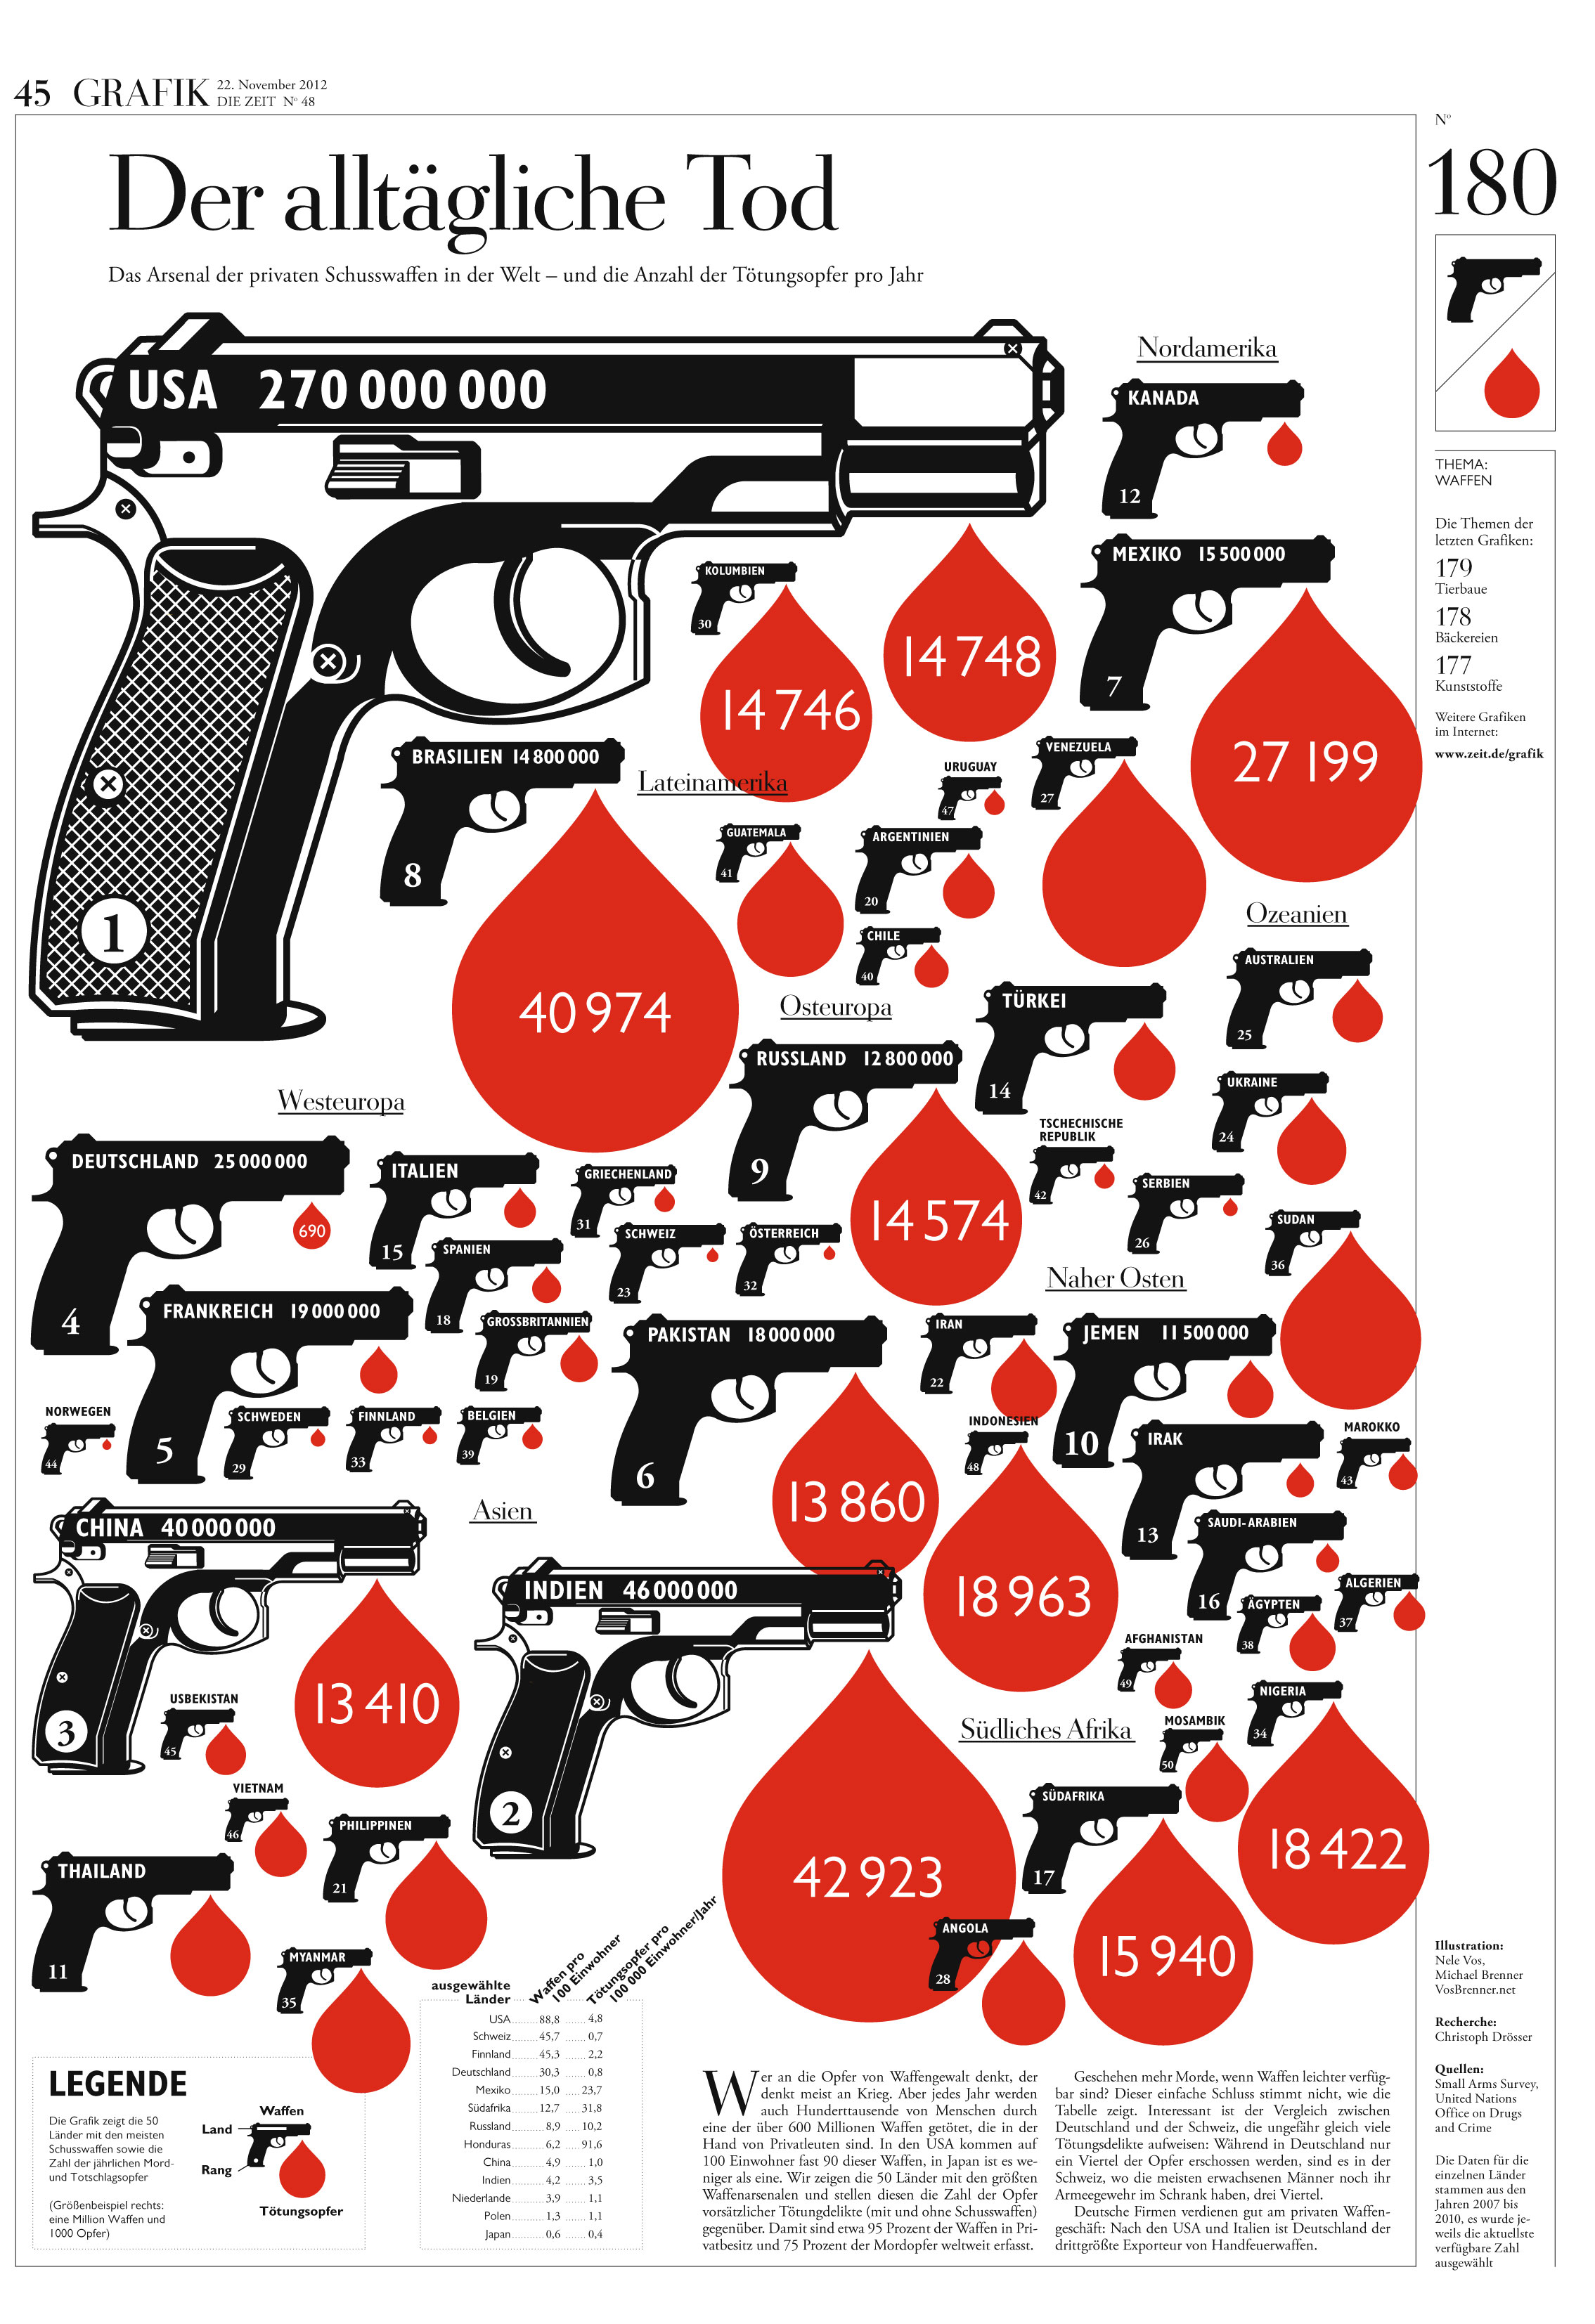 45 GRAFIK 22. November 2012
DIE ZEIT Nº 48
Der alltägliche Tod
Das Arsenal der privaten Schusswaffen in der Welt – und die Anzahl der Tötungsopfer pro Jahr
USA 270 000 000
1
14 748
Nordamerika
KANADA
12
MEXIKO 15 500 000
7
27 199
KOLUMBIEN
30
14 746
BRASILIEN 14 800 000
8
40 974
Lateinamerika
URUGUAY
47
VENEZUELA
27
GUATEMALA
41
ARGENTINIEN
20
CHILE
40
Ozeanien
AUSTRALIEN
25
Osteuropa
TÜRKEI
14
RUSSLAND 12 800 000
9
14 574
UKRAINE
24
TSCHECHISCHE
REPUBLIK
42
SERBIEN
26
Westeuropa
DEUTSCHLAND 25 000 000
4
690
ITALIEN
15
GRIECHENLAND
31
SPANIEN
18
SCHWEIZ
23
ÖSTERREICH
32
FRANKREICH 19 000 000
5
GROSSBRITANNIEN
19
NORWEGEN
44
SCHWEDEN
29
FINNLAND
33
BELGIEN
39
SUDAN
36
Naher Osten
IRAN
22
JEMEN 11 500 000
10
PAKISTAN 18 000 000
6
13 860
INDONESIEN
48
18 963
IRAK
13
MAROKKO
43
SAUDI-ARABIEN
16
ÄGYPTEN
38
ALGERIEN
37
AFGHANISTAN
49
Asien
CHINA 40 000 000
3
13 410
INDIEN 46 000 000
2
42 923
USBEKISTAN
45
VIETNAM
46
PHILIPPINEN
21
THAILAND
11
MYANMAR
35
Südliches Afrika
MOSAMBIK
50
NIGERIA
34
18 422
SÜDAFRIKA
17
15 940
ANGOLA
28
LEGENDE
Die Grafik zeigt die 50
Länder mit den meisten
Schusswaffen sowie die
Zahl der jährlichen Mord-
und Totschlagsopfer
(Größenbeispiel rechts:
eine Million Waffen und
1000 Opfer)
Waffen
Land
Rang
Tötungsopfer
ausgewählte
Länder
Waffen pro
100 Einwohner
Tötungsopfer pro
100 000 Einwohner/Jahr
USA 88,8 4,8
Schweiz 45,7 0,7
Finnland 45,3 2,2
Deutschland 30,3 0,8
Mexiko 15,0 23,7
Südafrika 12,7 31,8
Russland 8,9 10,2
Honduras 6,2 91,6
China 4,9 1,0
Indien 4,2 3,5
Niederlande 3,9 1,1
Polen 1,3 1,1
Japan 0,6 0,4
Wer an die Opfer von Waffengewalt denkt, der
denkt meist an Krieg. Aber jedes Jahr werden
auch Hunderttausende von Menschen durch
eine der über 600 Millionen Waffen getötet, die in der
Hand von Privatleuten sind. In den USA kommen auf
100 Einwohner fast 90 dieser Waffen, in Japan ist es we-
niger als eine. Wir zeigen die 50 Länder mit den größten
Waffenarsenalen und stellen diesen die Zahl der Opfer
vorsätzlicher Tötungdelikte (mit und ohne Schusswaffen)
gegenüber. Damit sind etwa 95 Prozent der Waffen in Pri-
vatbesitz und 75 Prozent der Mordopfer weltweit erfasst.
Geschehen mehr Morde, wenn Waffen leichter verfüg-
bar sind? Dieser einfache Schluss stimmt nicht, wie die
Tabelle zeigt. Interessant ist der Vergleich zwischen
Deutschland und der Schweiz, die ungefähr gleich viele
Tötungsdelikte aufweisen: Während in Deutschland nur
ein Viertel der Opfer erschossen werden, sind es in der
Schweiz, wo die meisten erwachsenen Männer noch ihr
Armeegewehr im Schrank haben, drei Viertel.
Deutsche Firmen verdienen gut am privaten Waffen-
geschäft: Nach den USA und Italien ist Deutschland der
drittgrößte Exporteur von Handfeuerwaffen.
Nº
180
THEMA:
WAFFEN
Die Themen der
letzten Grafiken:
179
Tierbaue
178
Bäckereien
177
Kunststoffe
Weitere Grafiken
im Internet:
www.zeit.de/grafik
Illustration:
Nele Vos,
Michael Brenner
VosBrenner.net
Recherche:
Christoph Drösser
Quellen:
Small Arms Survey,
United Nations
Office on Drugs
and Crime
Die Daten für die
einzelnen Länder
stammen aus den
Jahren 2007 bis
2010, es wurde je-
weils die aktuellste
verfügbare Zahl
ausgewählt